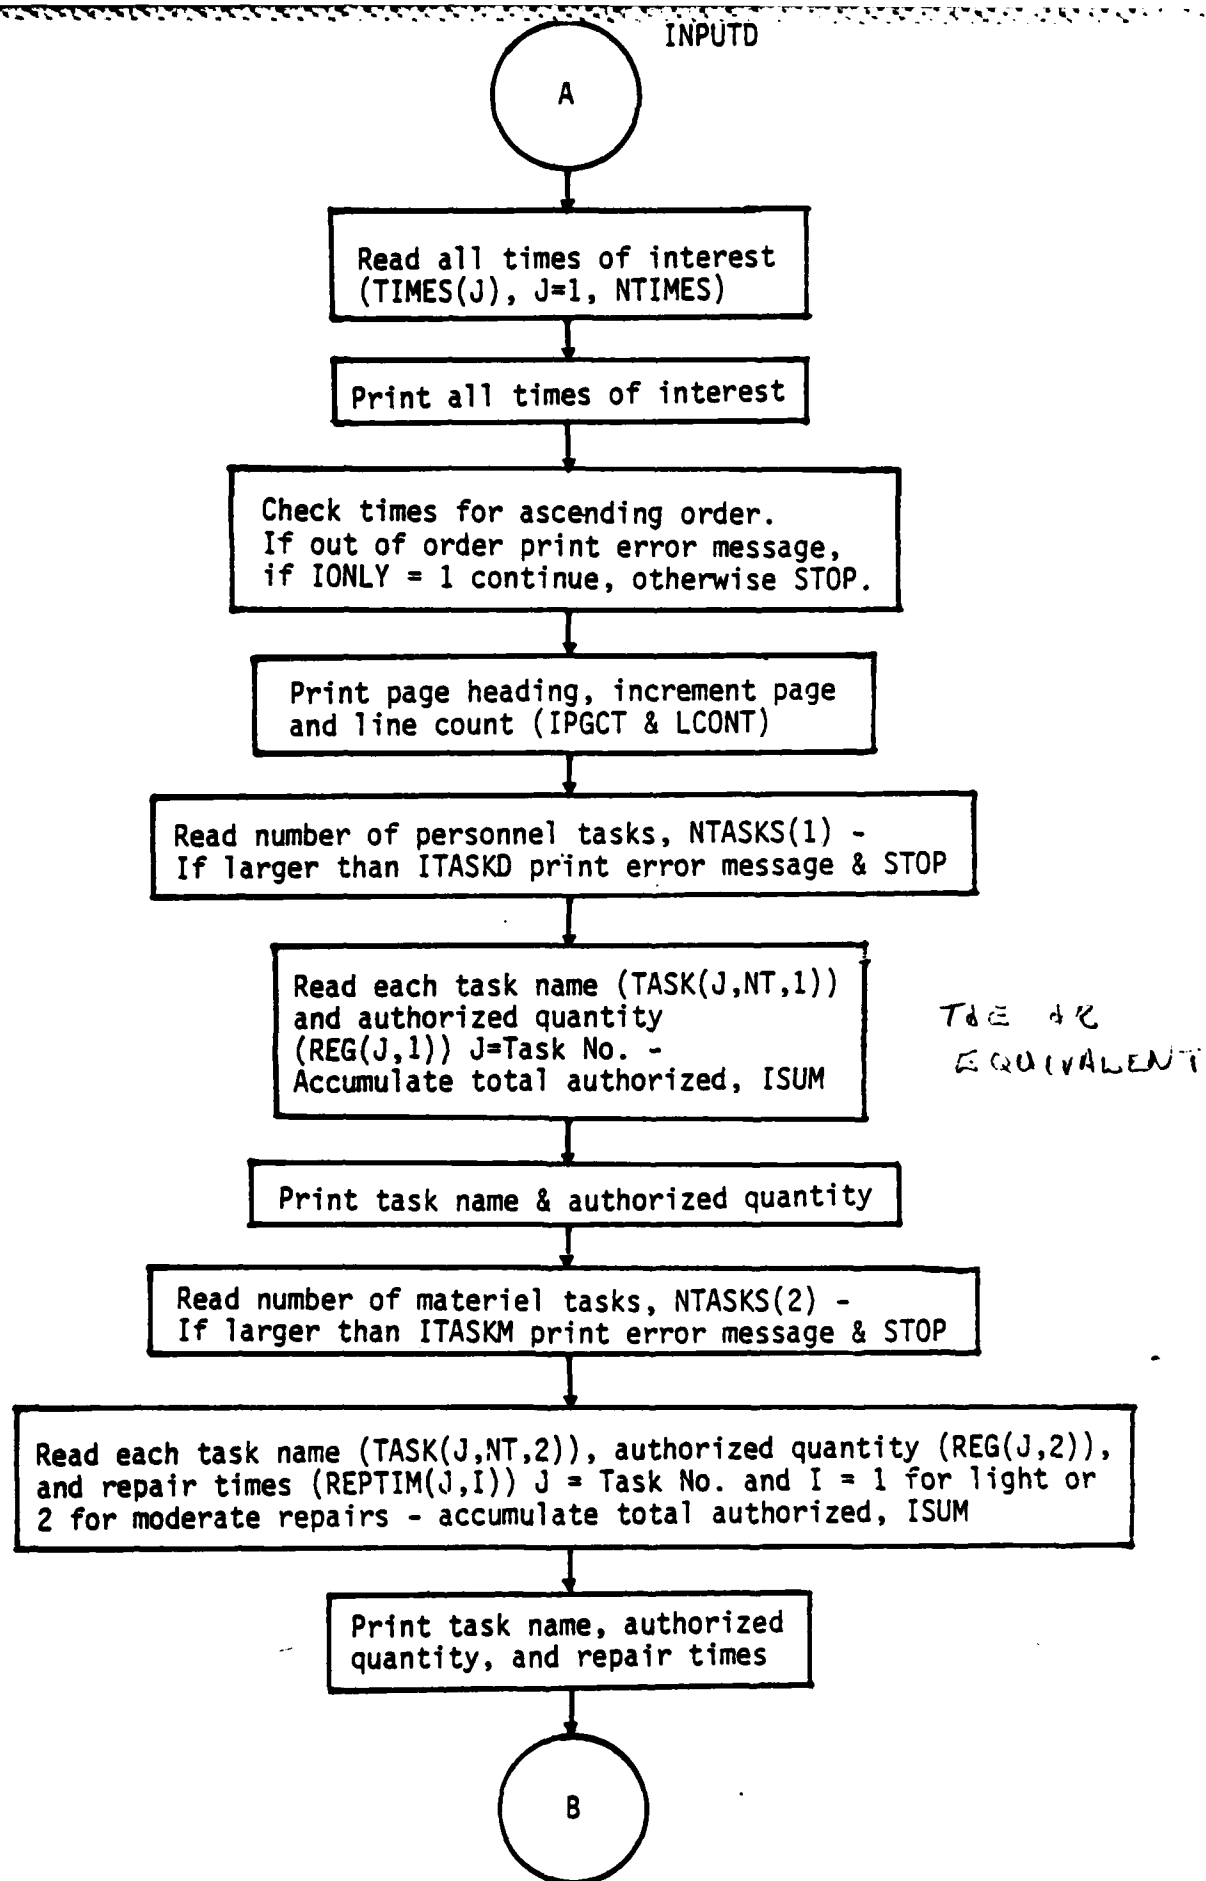 INPUTD
A
Read all times of interest
(TIMES(J), J=1, NTIMES)
Print all times of interest
Check times for ascending order.
If out of order print error message,
if IONLY = 1 continue, otherwise STOP.
Print page heading, increment page
and line count (IPGCT & LCONT)
Read number of personnel tasks, NTASKS(1) -
If larger than ITASKD print error message & STOP
Read each task name (TASK(J,NT,1))
and authorized quantity
(REG(J,1)) J=Task No. -
Accumulate total authorized, ISUM
EQUIVALENT
Print task name & authorized quantity
Read number of materiel tasks, NTASKS(2) -
If larger than ITASKM print error message & STOP
Read each task name (TASK(J,NT,2)), authorized quantity (REG(J,2)),
and repair times (REPTIM(J,I)) J = Task No. and I = 1 for light or
2 for moderate repairs - accumulate total authorized, ISUM
Print task name, authorized
quantity, and repair times
B